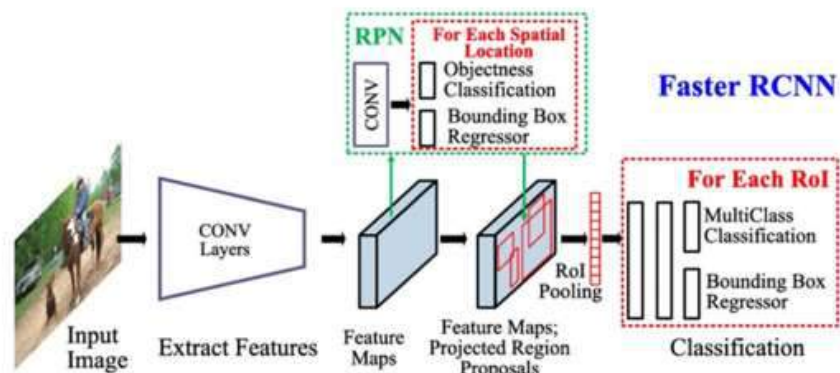 RPN
For Each Spatial
Location
CONV
Objectness
Classification
Bounding Box
Regressor
Faster RCNN
CONV
Layers
For Each RoI
MultiClass
Classification
Bounding Box
Regressor
RoI
Pooling
Input
Image
Extract Features
Feature
Maps
Feature Maps;
Projected Region
Proposals
Classification